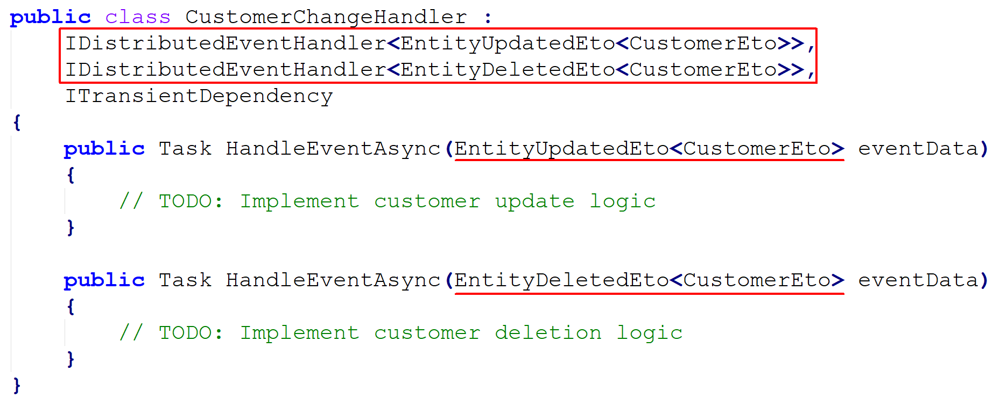 public class CustomerChangeHandler :
IDistributedEventHandler<EntityUpdatedEto<CustomerEto>>,
IDistributedEventHandler<EntityDeletedEto<CustomerEto>>,
ITransientDependency
{
public Task HandleEventAsync(EntityUpdatedEto<CustomerEto> eventData)
{
// TODO: Implement customer update logic
}
public Task HandleEventAsync(EntityDeletedEto<CustomerEto> eventData)
{
// TODO: Implement customer deletion logic
}
}